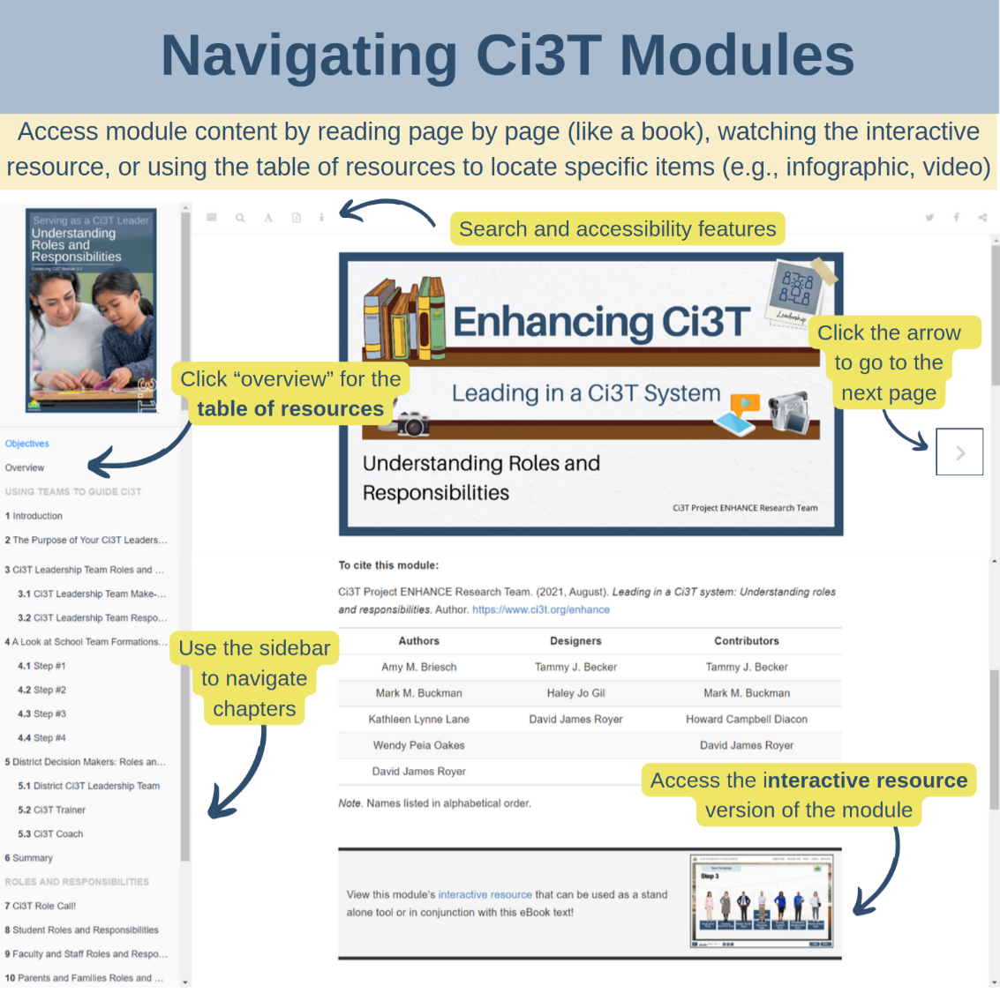 Navigating Ci3T Modules
Access module content by reading page by page (like a book), watching the interactive
resource, or using the table of resources to locate specific items (e.g., infographic, video)
Serving as a Ci3T Leader
Understanding
Roles and
Responsibilities
Enhancing Ci3T Module 3.1
Ci3T
Search and accessibility features
Enhancing Ci3T
Leadership
Leading in a Ci3T System
Understanding Roles and
Responsibilities
Ci3T Project ENHANCE Research Team
Click the arrow
to go to the
next page
Click “overview” for the
table of resources
Objectives
Overview
USING TEAMS TO GUIDE Ci3T
1 Introduction
2 The Purpose of Your Ci3T Leaders...
3 Ci3T Leadership Team Roles and ...
3.1 Ci3T Leadership Team Make-...
3.2 Ci3T Leadership Team Respo...
4 A Look at School Team Formations...
4.1 Step #1
4.2 Step #2
4.3 Step #3
4.4 Step #4
5 District Decision Makers: Roles an...
5.1 District Ci3T Leadership Team
5.2 Ci3T Trainer
5.3 Ci3T Coach
6 Summary
ROLES AND RESPONSIBILITIES
7 Ci3T Role Call!
8 Student Roles and Responsibilities
9 Faculty and Staff Roles and Respo...
10 Parents and Families Roles and ...
Use the sidebar
to navigate
chapters
To cite this module:
Ci3T Project ENHANCE Research Team. (2021, August). Leading in a Ci3T system: Understanding roles
and responsibilities. Author. https://www.ci3t.org/enhance
Authors Designers Contributors
Amy M. Briesch Tammy J. Becker Tammy J. Becker
Mark M. Buckman Haley Jo Gil Mark M. Buckman
Kathleen Lynne Lane David James Royer Howard Campbell Diacon
Wendy Peia Oakes David James Royer
David James Royer
Note. Names listed in alphabetical order.
Access the interactive resource
version of the module
View this module's interactive resource that can be used as a stand
alone tool or in conjunction with this eBook text!
Step 3